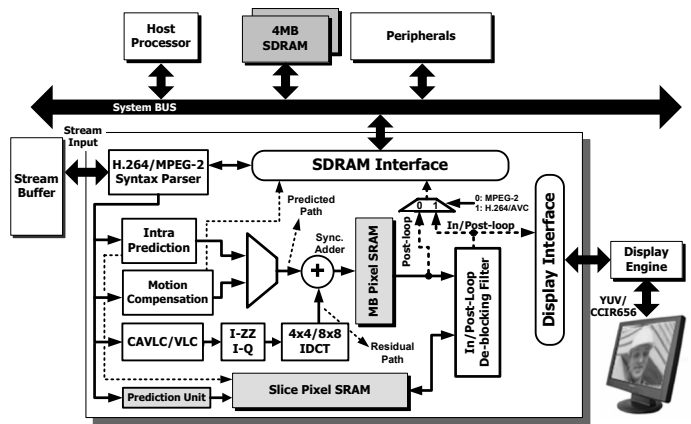 Host
Processor
4MB
SDRAM
Peripherals
System BUS
Stream
Input
Stream
Buffer
H.264/MPEG-2
Syntax Parser
SDRAM Interface
0: MPEG-2
1: H.264/AVC
0 1
Predicted
Path
Post-loop
In/Post-loop
Intra
Prediction
Sync.
Adder
+
MB Pixel SRAM
Motion
Compensation
In/Post-Loop
De-blocking Filter
Display Interface
Display
Engine
YUV/
CCIR656
CAVLC/VLC
I-ZZ
I-Q
4x4/8x8
IDCT
Residual
Path
Slice Pixel SRAM
Prediction Unit